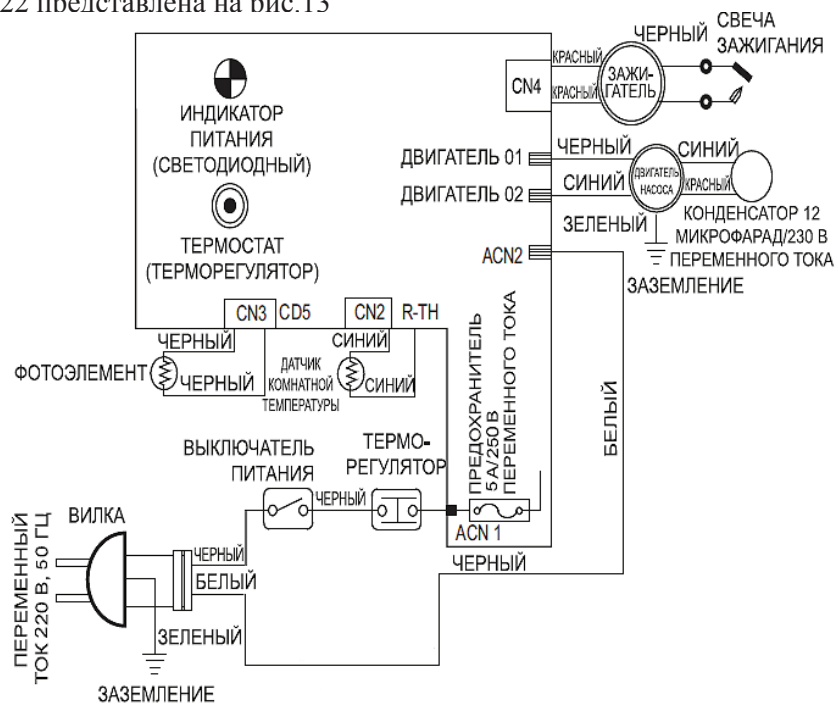 22 представлена на рис.13
СВЕЧА
ЗАЖИГАНИЯ
ЧЕРНЫЙ
КРАСНЫЙ
CN4
ЗАЖИ-
ГАТЕЛЬ
КРАСНЫЙ
ИНДИКАТОР
ПИТАНИЯ
(СВЕТОДИОДНЫЙ)
ТЕРМОСТАТ
(ТЕРМОРЕГУЛЯТОР)
ДВИГАТЕЛЬ 01
ЧЕРНЫЙ
СИНИЙ
ДВИГАТЕЛЬ 02
СИНИЙ
ДВИГАТЕЛЬ
НАСОСА
КРАСНЫЙ
ЗЕЛЕНЫЙ
КОНДЕНСАТОР 12
МИКРОФАРАД/230 В
ПЕРЕМЕННОГО ТОКА
ЗАЗЕМЛЕНИЕ
ACN2
CN3
CD5
CN2
R-TH
ЧЕРНЫЙ
ФОТОЭЛЕМЕНТ
ЧЕРНЫЙ
СИНИЙ
ДАТЧИК
КОМНАТНОЙ
ТЕМПЕРАТУРЫ
СИНИЙ
ПРЕДОХРАНИТЕЛЬ
5 А/250 В
ПЕРЕМЕННОГО ТОКА
БЕЛЫЙ
ВЫКЛЮЧАТЕЛЬ
ПИТАНИЯ
ТЕРМО-
РЕГУЛЯТОР
ЧЕРНЫЙ
ACN 1
ЧЕРНЫЙ
ПЕРЕМЕННЫЙ
ТОК 220 В, 50 ГЦ
ВИЛКА
ЧЕРНЫЙ
БЕЛЫЙ
ЗЕЛЕНЫЙ
ЗАЗЕМЛЕНИЕ